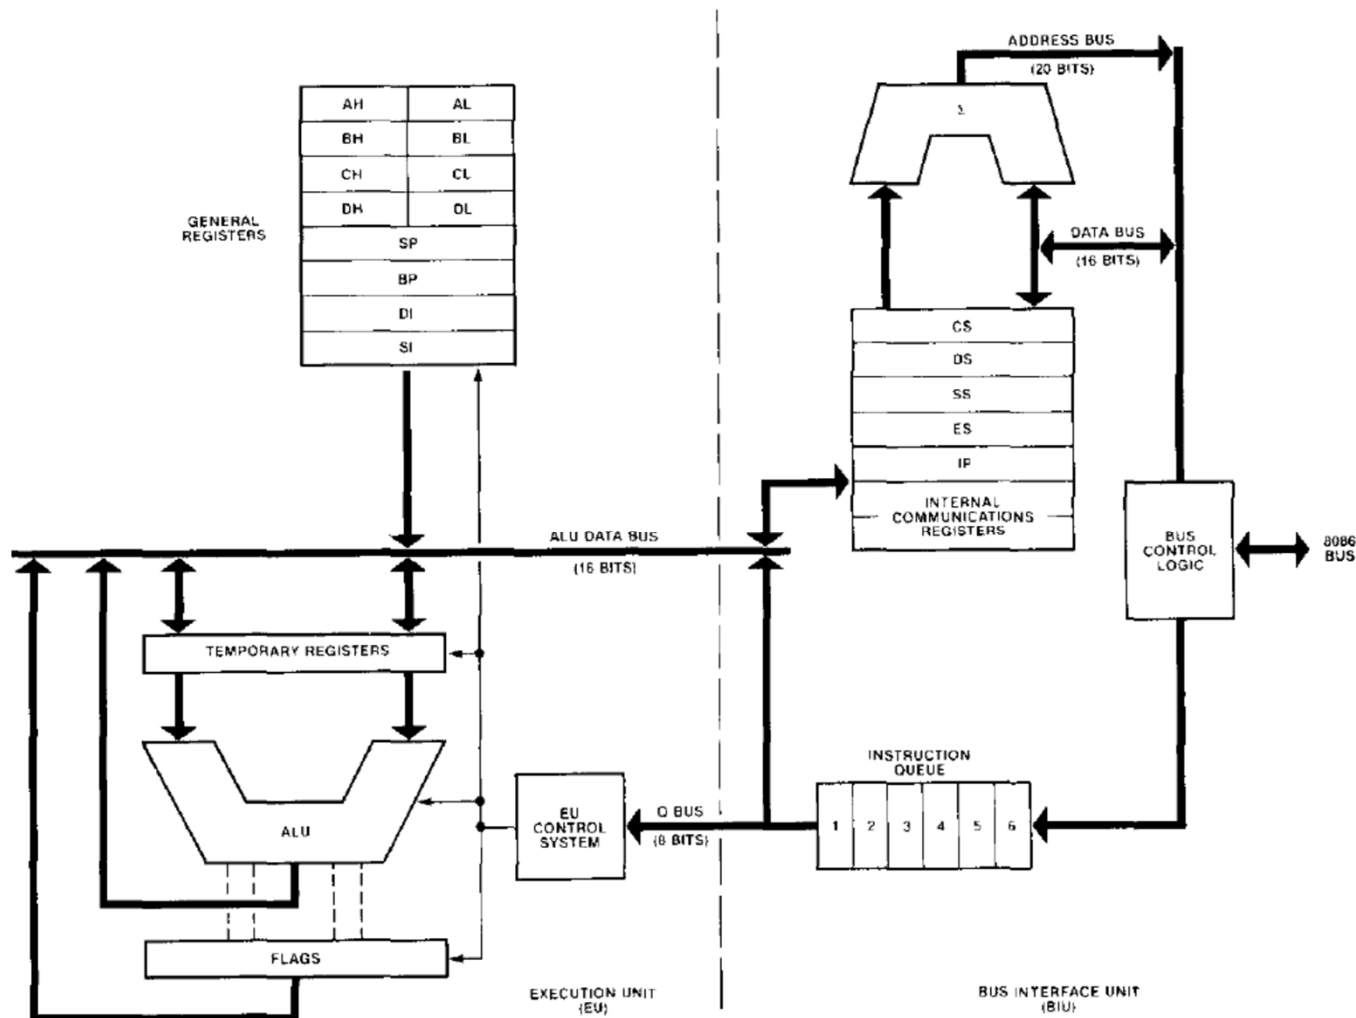 ADDRESS BUS
(20 BITS)
Σ
AH AL
BH BL
CH CL
DH DL
GENERAL
REGISTERS
SP
BP
DI
SI
DATA BUS
(16 BITS)
CS
DS
SS
ES
IP
INTERNAL
COMMUNICATIONS
REGISTERS
ALU DATA BUS
(16 BITS)
BUS
CONTROL
LOGIC
8086
BUS
TEMPORARY REGISTERS
INSTRUCTION
QUEUE
1 2 3 4 5 6
Q BUS
(8 BITS)
EU
CONTROL
SYSTEM
ALU
FLAGS
EXECUTION UNIT
(EU)
BUS INTERFACE UNIT
(BIU)